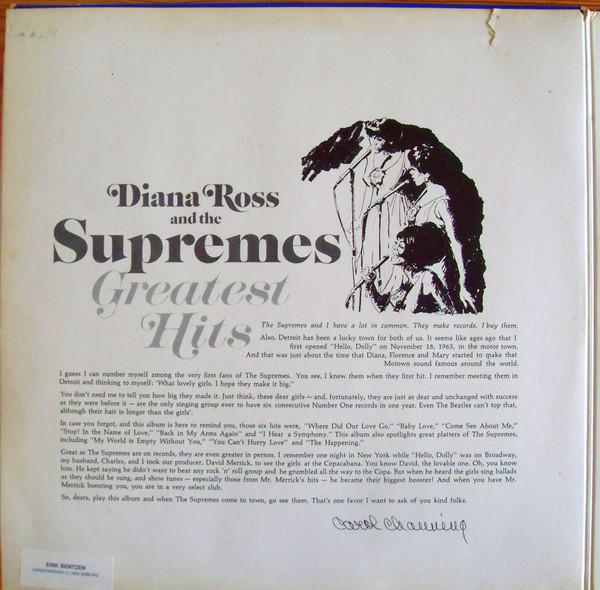 Diana Ross
and the
Supremes
Greatest
Hits
The Supremes and I have a lot in common. They make records. I buy them.
Also, Detroit has been a lucky town for both of us. It seems like ages ago that I
first opened "Hello, Dolly" on November 18, 1963, in the motor town.
And that was just about the time that Diana, Florence and Mary started to quake that
Motown sound famous around the world.
I guess I can number myself among the very first fans of The Supremes. You see, I knew them when they first hit. I remember meeting them in
Detroit and thinking to myself: 'What lovely girls. I hope they make it big."
You don't need me to tell you how big they made it. Just think, these dear girls — and, fortunately, they are just as dear and unchanged with success
as they were before it — are the only singing group ever to have six consecutive Number One records in one year. Even The Beatles can't top that,
although their hair is longer than the girls'.
In case you forgot, and this album is here to remind you, those six hits were, "Where Did Our Love Go," "Baby Love," "Come See About Me,"
"Stop! In the Name of Love," "Back in My Arms Again" and "I Hear a Symphony." This album also spotlights great platters of The Supremes,
including "My World is Empty Without You," "You Can't Hurry Love" and "The Happening."
Great as The Supremes are on records, they are even greater in person. I remember one night in New York while "Hello, Dolly" was on Broadway,
my husband, Charles, and I took our producer, David Merrick, to see the girls at the Copacabana. You know David, the lovable one. Oh, you know
him. He kept saying he didn't want to hear any rock 'n' roll group and he grumbled all the way to the Copa. But when he heard the girls sing ballads
as they should be sung, and show tunes — especially those from Mr. Merrick's hits — he became their biggest booster! And when you have Mr.
Merrick boosting you, you are in a very select club.
So, dears, play this album and when The Supremes come to town, go see them. That's one favor I want to ask of you kind folks.
Carol Channing
ERIK BENTZEN